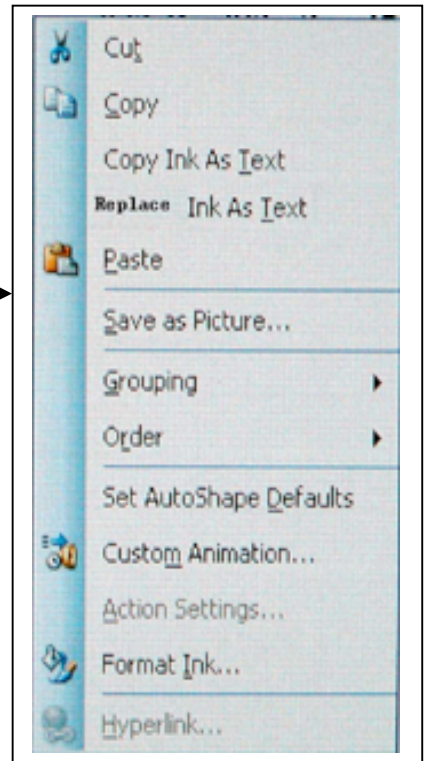 Cut
Copy
Copy Ink As Text
Replace Ink As Text
Paste
Save as Picture...
Grouping
Order
Set AutoShape Defaults
Custom Animation...
Action Settings...
Format Ink...
Hyperlink...